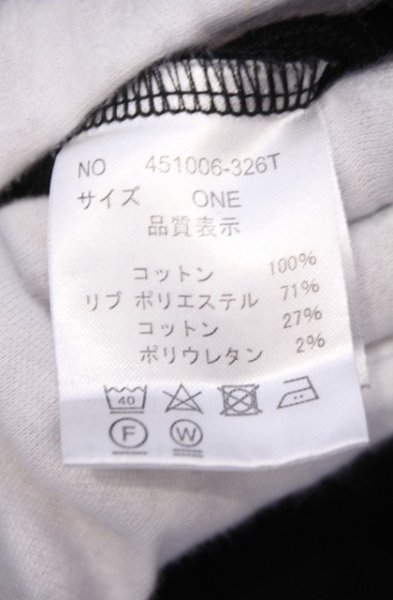 NO 451006-326T
サイズ ONE
品質表示
コットン 100%
リブ ポリエステル 71%
コットン 27%
ポリウレタン 2%
40
F W